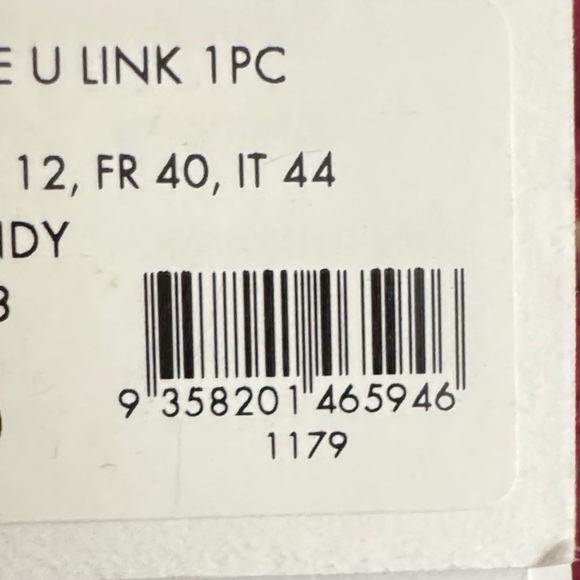 E U LINK 1PC
12, FR 40, IT 44
NDY
3
9 358201 465946
1179